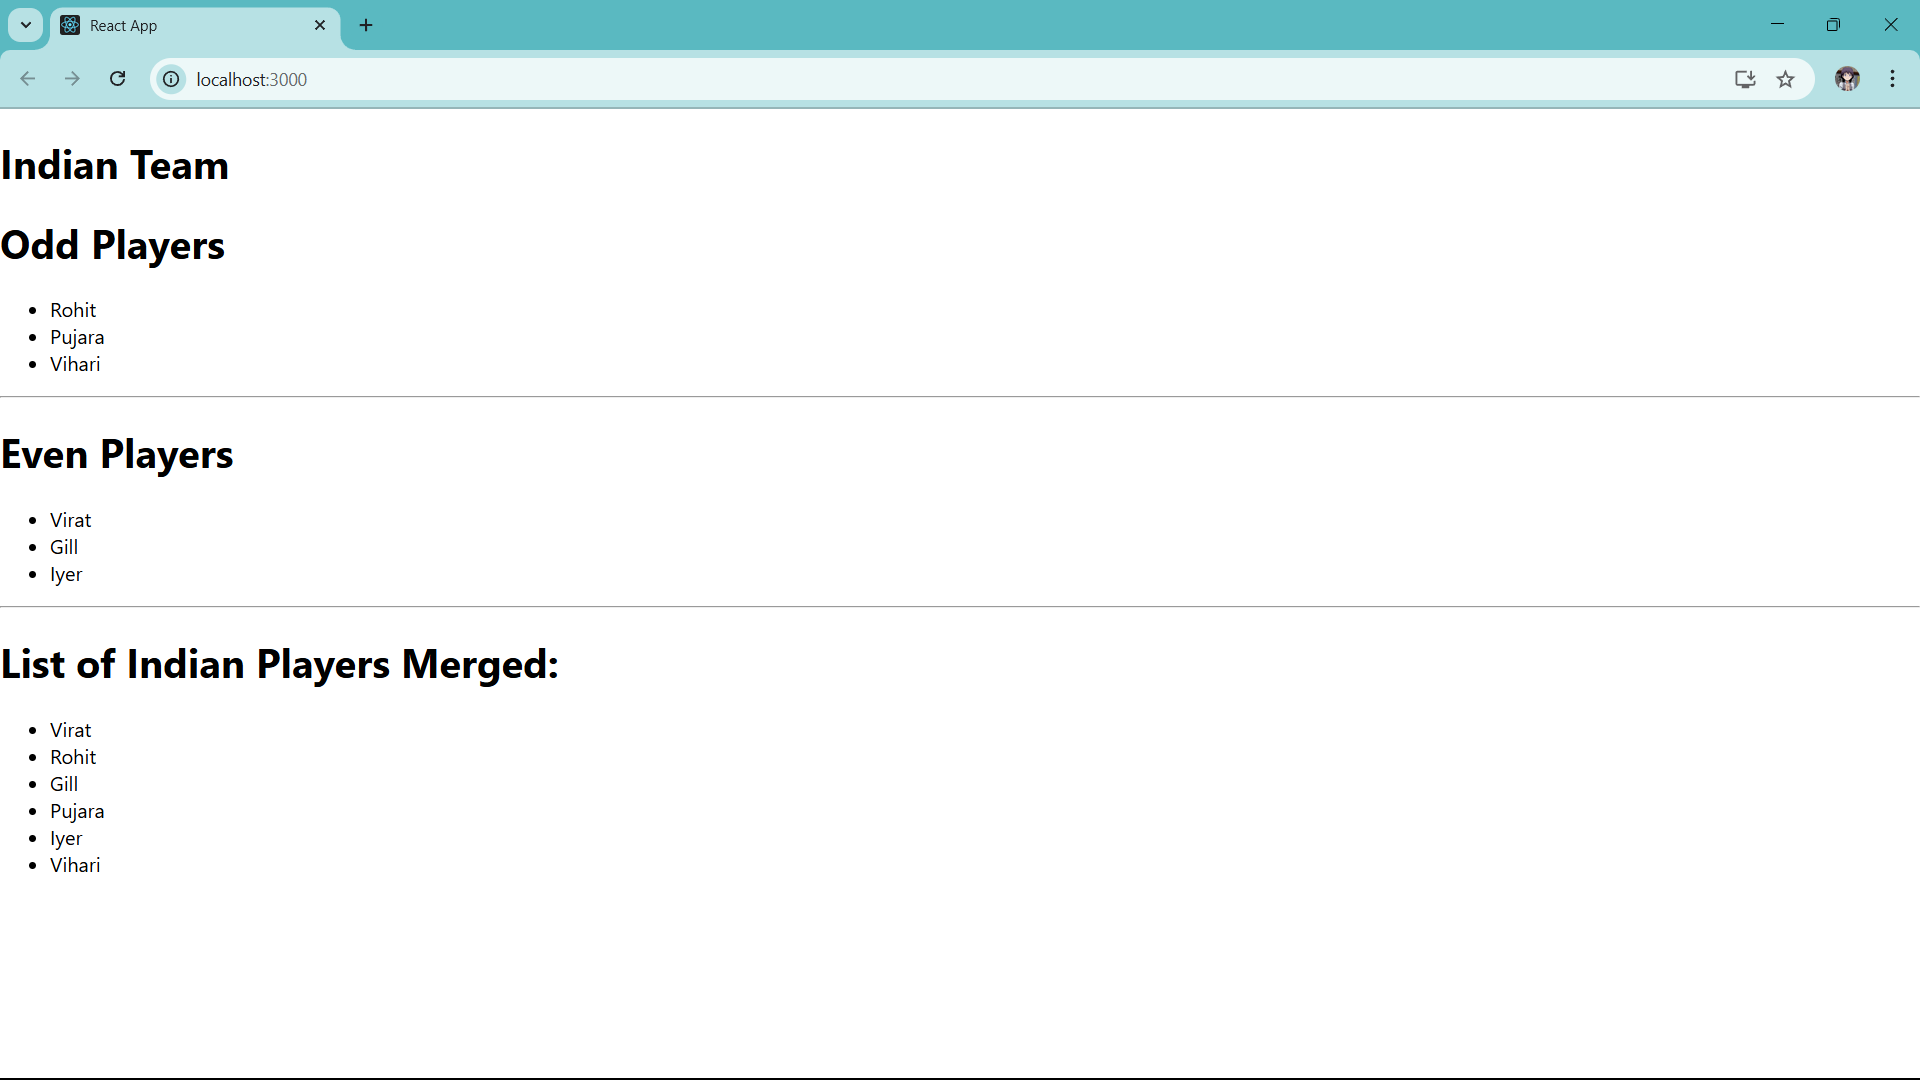 React App
localhost:3000
Indian Team
Odd Players
Rohit
Pujara
Vihari
Even Players
Virat
Gill
Iyer
List of Indian Players Merged:
Virat
Rohit
Gill
Pujara
Iyer
Vihari